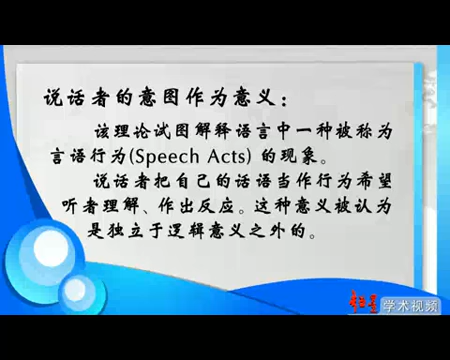 说话者的意图作为意义：
该理论试图解释语言中一种被称为
言语行为(Speech Acts) 的现象。
说话者把自己的话语当作行为希望
听者理解、作出反应。这种意义被认为
是独立于逻辑意义之外的。
学术视频